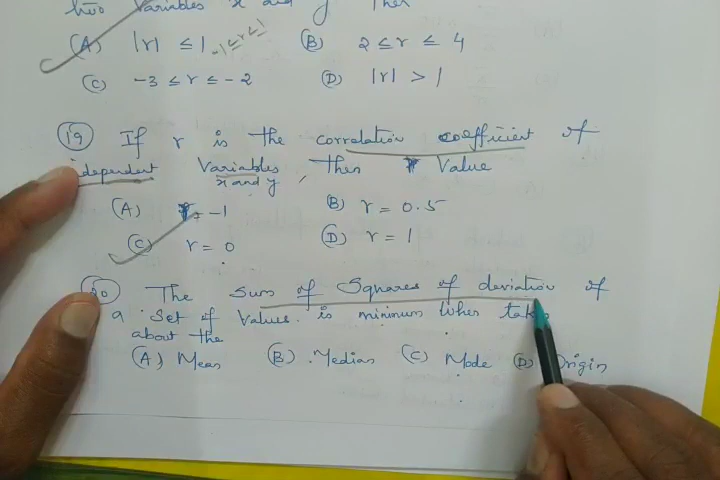 two Variables x and y Then
(A) |r| ≤ 1 -1 ≤ r ≤ 1 (B) 2 ≤ r ≤ 4
(C) -3 ≤ r ≤ -2 (D) |r| > 1
(19) If r is the correlation coefficient of
independent Variables, Then r Value
x and y
(A) r = -1 (B) r = 0.5
(C) r = 0 (D) r = 1
The Sum of Squares of deviation of
a Set of Values is minimum when
about the
(A) Mean (B) Median (C) Mode (D) Origin